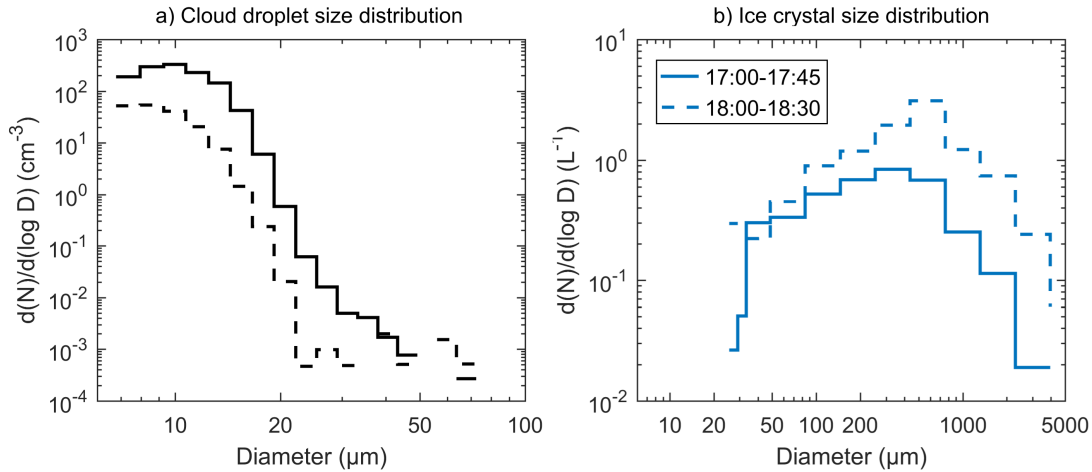 a) Cloud droplet size distribution
d(N)/d(log D) (cm⁻³)
10³
10²
10¹
10⁰
10⁻¹
10⁻²
10⁻³
10⁻⁴
10 20 50 100
Diameter (µm)
b) Ice crystal size distribution
17:00-17:45
18:00-18:30
d(N)/d(log D) (L⁻¹)
10¹
10⁰
10⁻¹
10⁻²
10 20 50 100 200 1000 5000
Diameter (µm)